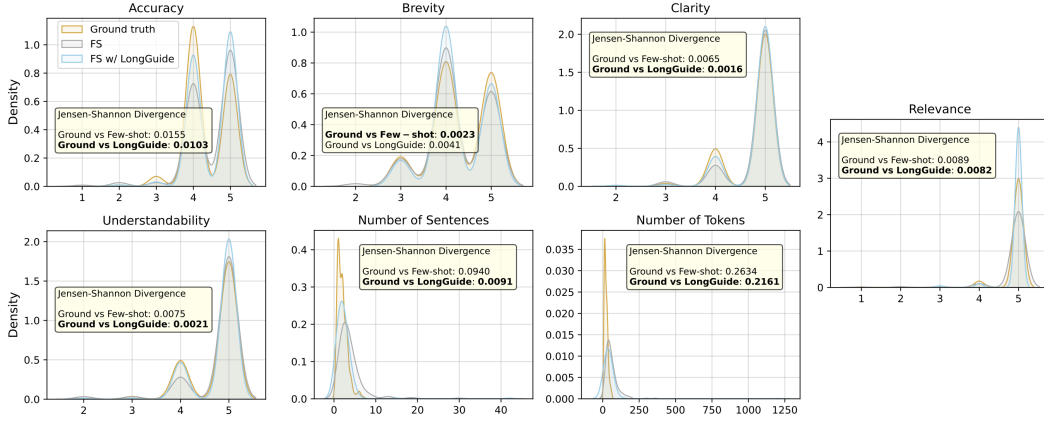 Accuracy
Density
1.0
0.8
0.6
0.4
0.2
0.0
1 2 3 4 5
Ground truth
FS
FS w/ LongGuide
Jensen-Shannon Divergence
Ground vs Few-shot: 0.0155
Ground vs LongGuide: 0.0103
Brevity
1.0
0.8
0.6
0.4
0.2
0.0
2 3 4 5
Jensen-Shannon Divergence
Ground vs Few − shot: 0.0023
Ground vs LongGuide: 0.0041
Clarity
2.0
1.5
1.0
0.5
0.0
2 3 4 5
Jensen-Shannon Divergence
Ground vs Few-shot: 0.0065
Ground vs LongGuide: 0.0016
Relevance
4
3
2
1
0
1 2 3 4 5
Jensen-Shannon Divergence
Ground vs Few-shot: 0.0089
Ground vs LongGuide: 0.0082
Understandability
Density
2.0
1.5
1.0
0.5
0.0
2 3 4 5
Jensen-Shannon Divergence
Ground vs Few-shot: 0.0075
Ground vs LongGuide: 0.0021
Number of Sentences
0.4
0.3
0.2
0.1
0.0
0 10 20 30 40
Jensen-Shannon Divergence
Ground vs Few-shot: 0.0940
Ground vs LongGuide: 0.0091
Number of Tokens
0.035
0.030
0.025
0.020
0.015
0.010
0.005
0.000
0 250 500 750 1000 1250
Jensen-Shannon Divergence
Ground vs Few-shot: 0.2634
Ground vs LongGuide: 0.2161